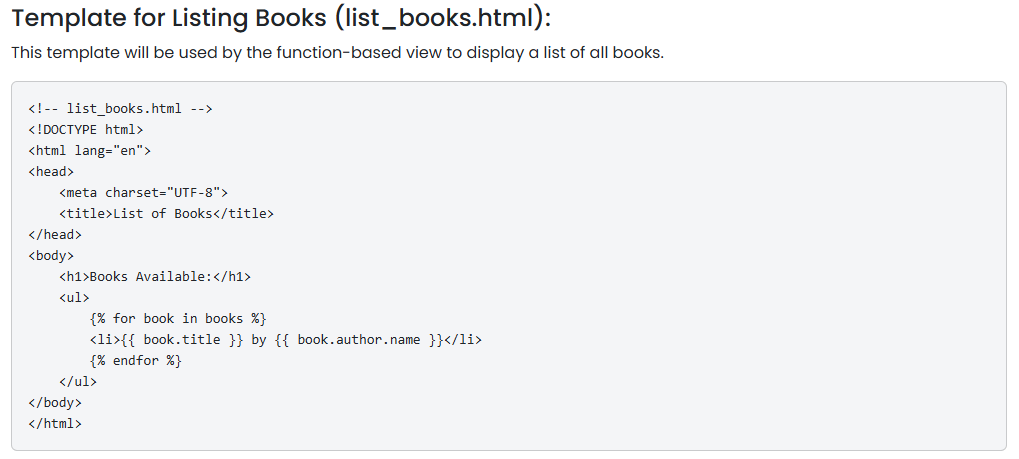 Template for Listing Books (list_books.html):
This template will be used by the function-based view to display a list of all books.
<!-- list_books.html -->
<!DOCTYPE html>
<html lang="en">
<head>
    <meta charset="UTF-8">
    <title>List of Books</title>
</head>
<body>
    <h1>Books Available:</h1>
    <ul>
        {% for book in books %}
        <li>{{ book.title }} by {{ book.author.name }}</li>
        {% endfor %}
    </ul>
</body>
</html>